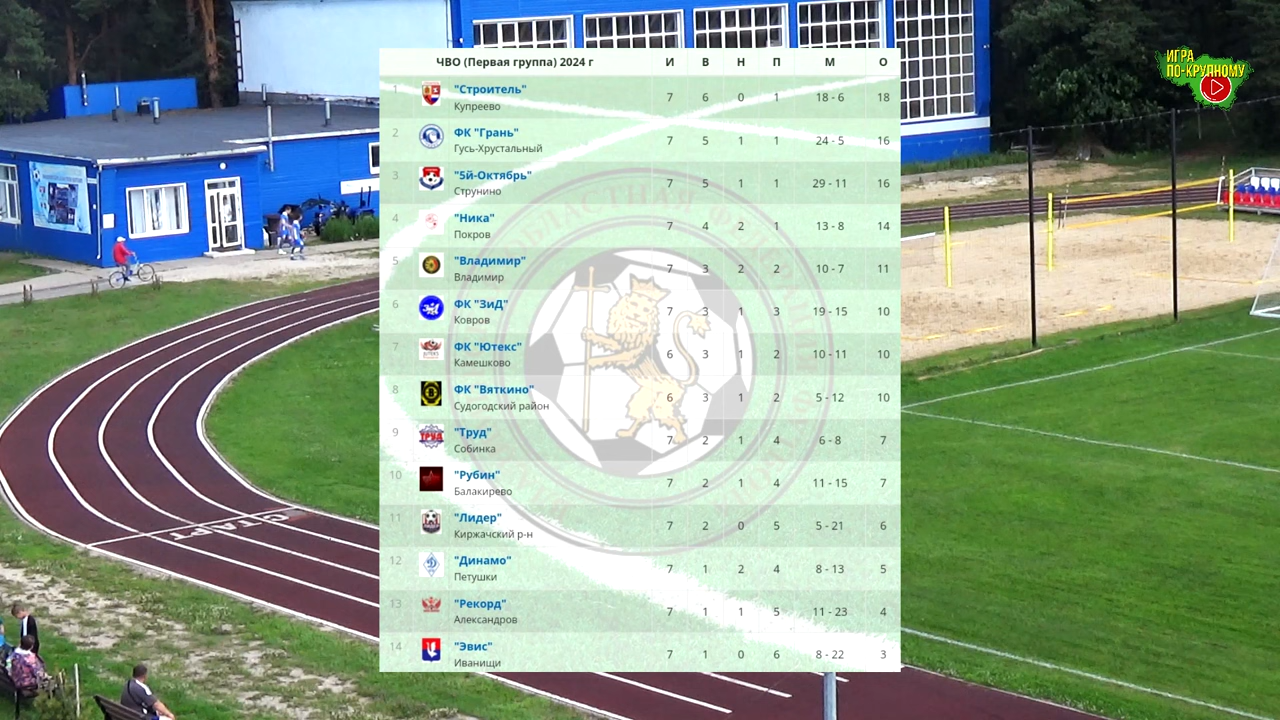 ИГРА
ПО-КРУПНОМУ
ЧВО (Первая группа) 2024 г И В Н П М О
1 "Строитель" 7 6 0 1 18 - 6 18
Купреево
2 ФК "Грань" 7 5 1 1 24 - 5 16
Гусь-Хрустальный
3 "5й-Октябрь" 7 5 1 1 29 - 11 16
Струнино
4 "Ника" 7 4 2 1 13 - 8 14
Покров
5 "Владимир" 7 3 2 2 10 - 7 11
Владимир
6 ФК "ЗиД" 7 3 1 3 19 - 15 10
Ковров
7 ФК "Ютекс" 6 3 1 2 10 - 11 10
Камешково
8 ФК "Вяткино" 6 3 1 2 5 - 12 10
Судогодский район
9 "Труд" 7 2 1 4 6 - 8 7
Собинка
10 "Рубин" 7 2 1 4 11 - 15 7
Балакирево
11 "Лидер" 7 2 0 5 5 - 21 6
Киржачский р-н
12 "Динамо" 7 1 2 4 8 - 13 5
Петушки
13 "Рекорд" 7 1 1 5 11 - 23 4
Александров
14 "Эвис" 7 1 0 6 8 - 22 3
Иванищи
ТРУД
СТАРТ